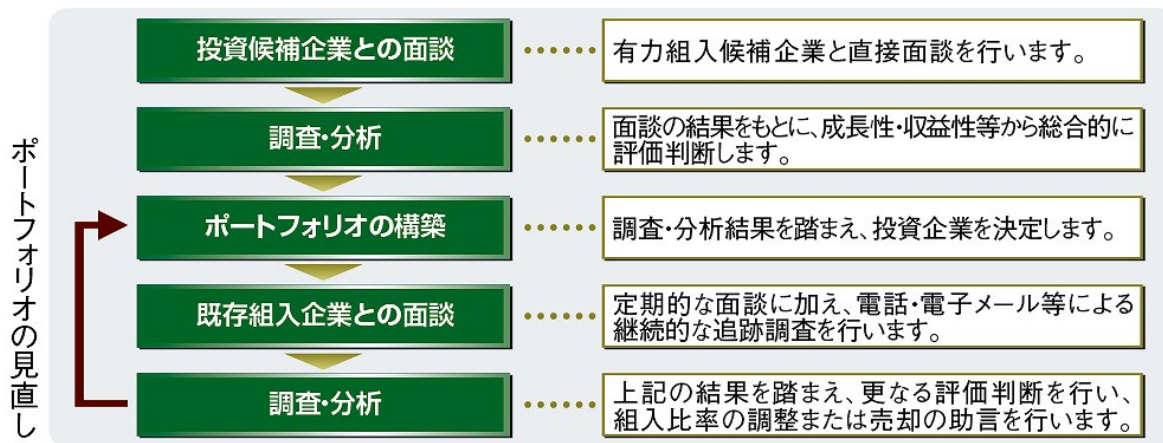 ポートフォリオの見直し
投資候補企業との面談
有力組入候補企業と直接面談を行います。
調査・分析
面談の結果をもとに、成長性・収益性等から総合的に
評価判断します。
ポートフォリオの構築
調査・分析結果を踏まえ、投資企業を決定します。
既存組入企業との面談
定期的な面談に加え、電話・電子メール等による
継続的な追跡調査を行います。
調査・分析
上記の結果を踏まえ、更なる評価判断を行い、
組入比率の調整または売却の助言を行います。